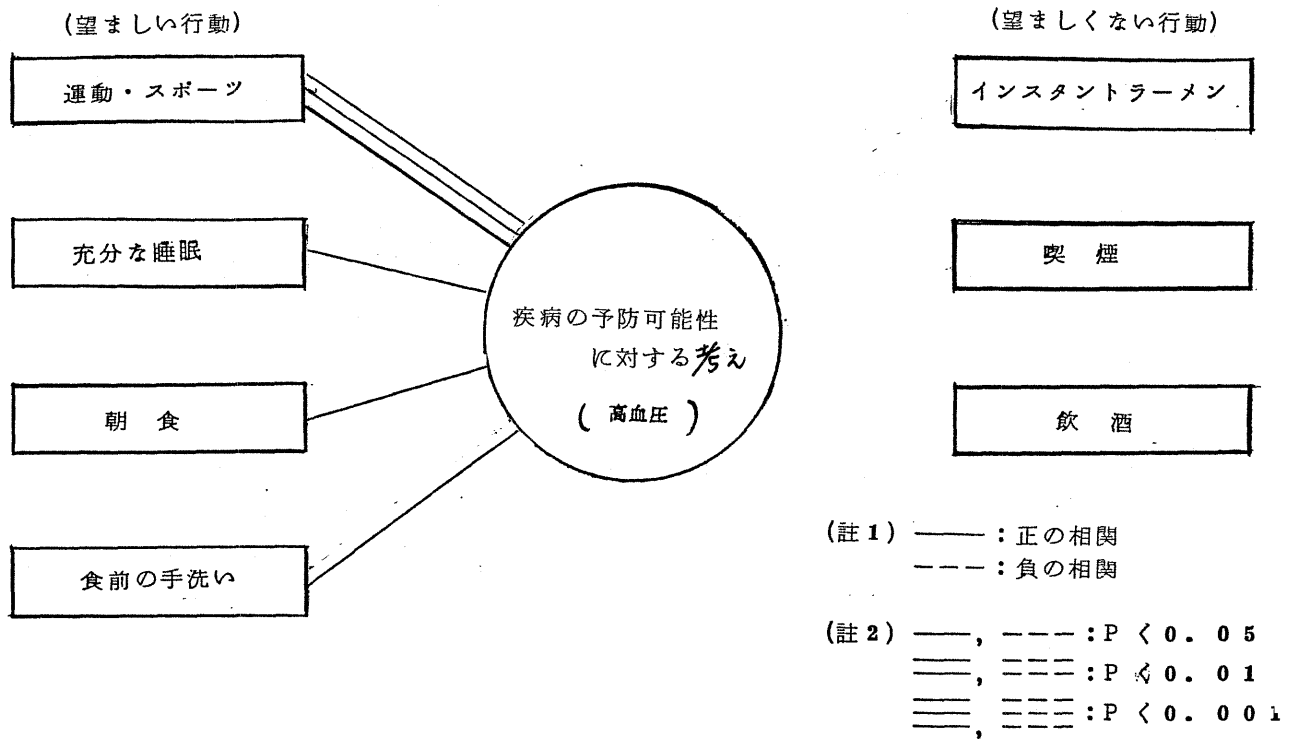 (望ましい行動)
運動・スポーツ
充分な睡眠
朝 食
食前の手洗い
疾病の予防可能性
に対する考え
( 高血圧 )
(望ましくない行動)
インスタントラーメン
喫 煙
飲 酒
(註1) ―――: 正の相関
---: 負の相関
(註2) ――, ---:P<0.05
==, ===:P<0.01
≡≡, ≡≡≡:P<0.001